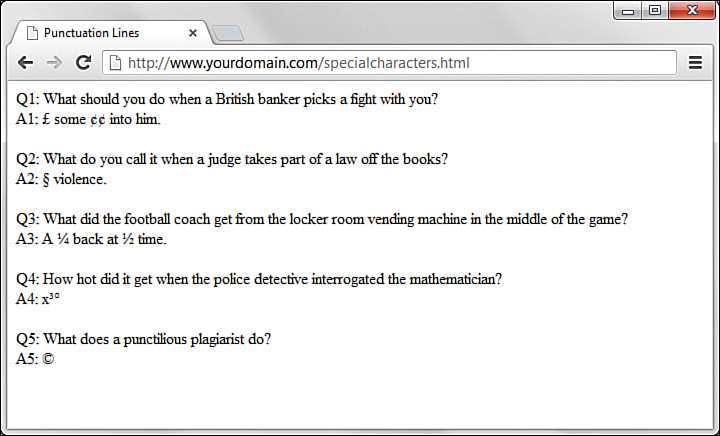 Punctuation Lines
http://www.yourdomain.com/specialcharacters.html
Q1: What should you do when a British banker picks a fight with you?
A1: £ some ¢¢ into him.
Q2: What do you call it when a judge takes part of a law off the books?
A2: § violence.
Q3: What did the football coach get from the locker room vending machine in the middle of the game?
A3: A ¼ back at ½ time.
Q4: How hot did it get when the police detective interrogated the mathematician?
A4: x³°
Q5: What does a punctilious plagiarist do?
A5: ©